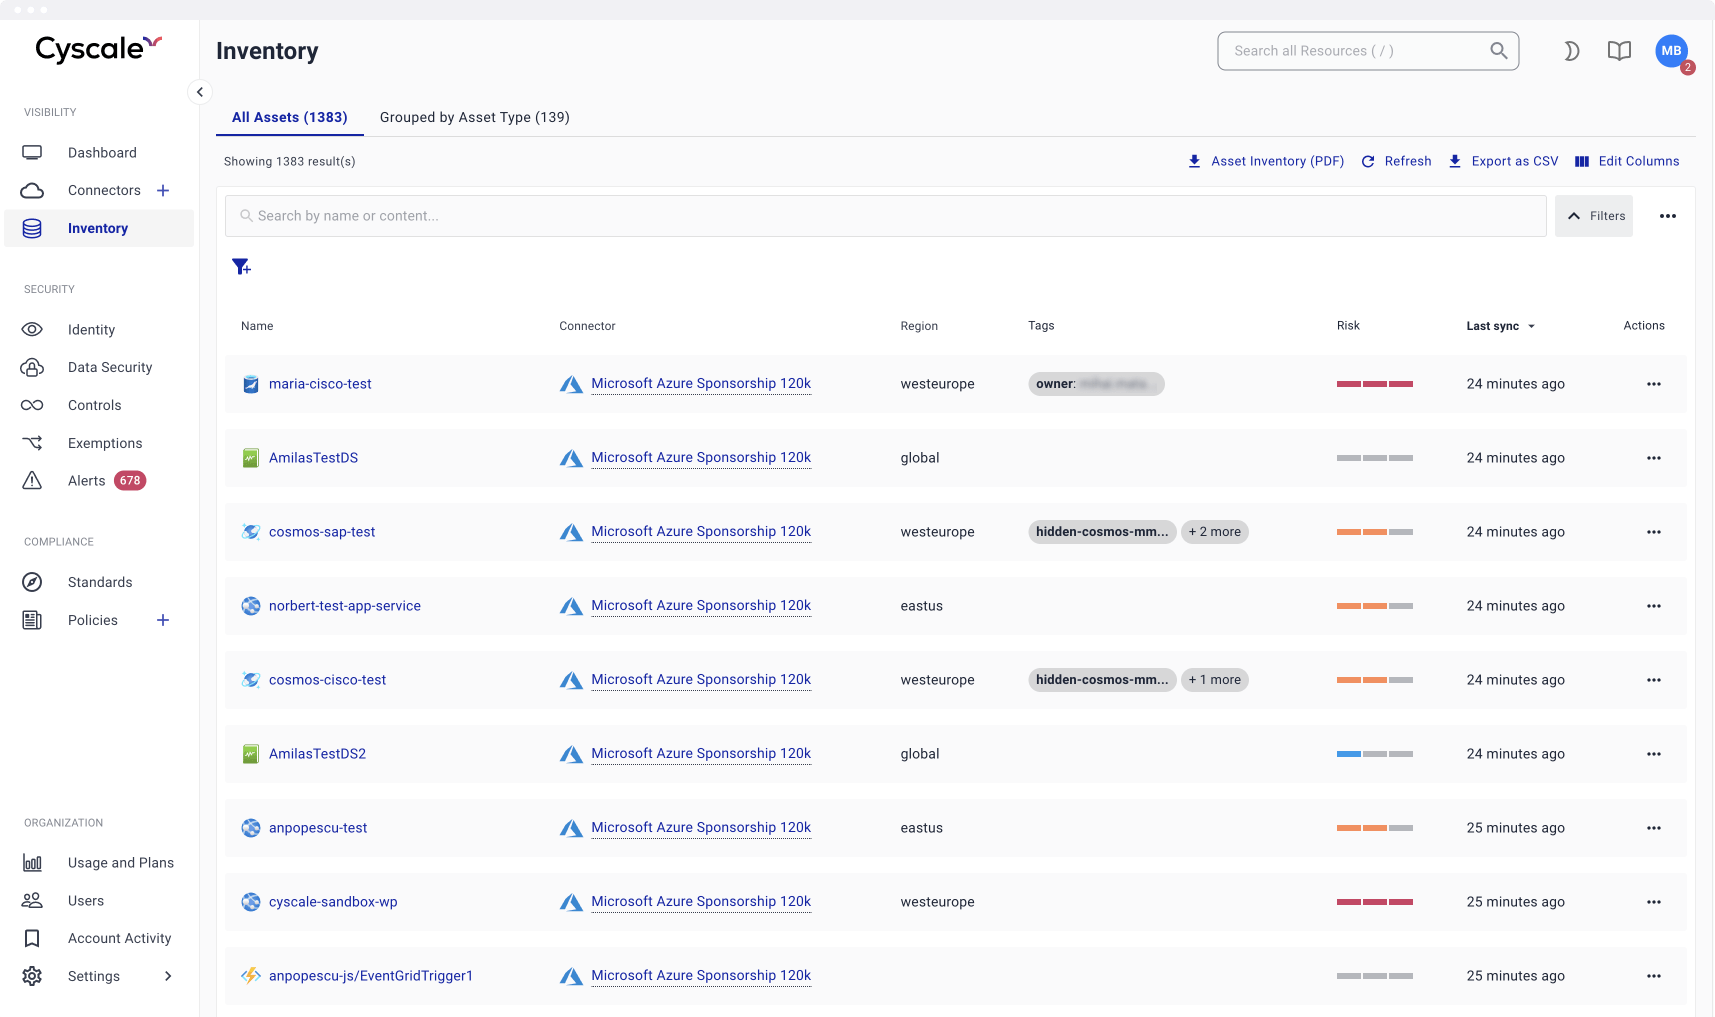 Cyscale
Inventory
Search all Resources ( / )
MB
2
VISIBILITY
Dashboard
Connectors +
Inventory
SECURITY
Identity
Data Security
Controls
Exemptions
Alerts 678
COMPLIANCE
Standards
Policies +
ORGANIZATION
Usage and Plans
Users
Account Activity
Settings
All Assets (1383) Grouped by Asset Type (139)
Showing 1383 result(s) Asset Inventory (PDF) Refresh Export as CSV Edit Columns
Search by name or content... Filters
Name Connector Region Tags Risk Last sync Actions
maria-cisco-test Microsoft Azure Sponsorship 120k westeurope owner: 24 minutes ago
AmilasTestDS Microsoft Azure Sponsorship 120k global 24 minutes ago
cosmos-sap-test Microsoft Azure Sponsorship 120k westeurope hidden-cosmos-mm... + 2 more 24 minutes ago
norbert-test-app-service Microsoft Azure Sponsorship 120k eastus 24 minutes ago
cosmos-cisco-test Microsoft Azure Sponsorship 120k westeurope hidden-cosmos-mm... + 1 more 24 minutes ago
AmilasTestDS2 Microsoft Azure Sponsorship 120k global 24 minutes ago
anpopescu-test Microsoft Azure Sponsorship 120k eastus 25 minutes ago
cyscale-sandbox-wp Microsoft Azure Sponsorship 120k westeurope 25 minutes ago
anpopescu-js/EventGridTrigger1 Microsoft Azure Sponsorship 120k 25 minutes ago